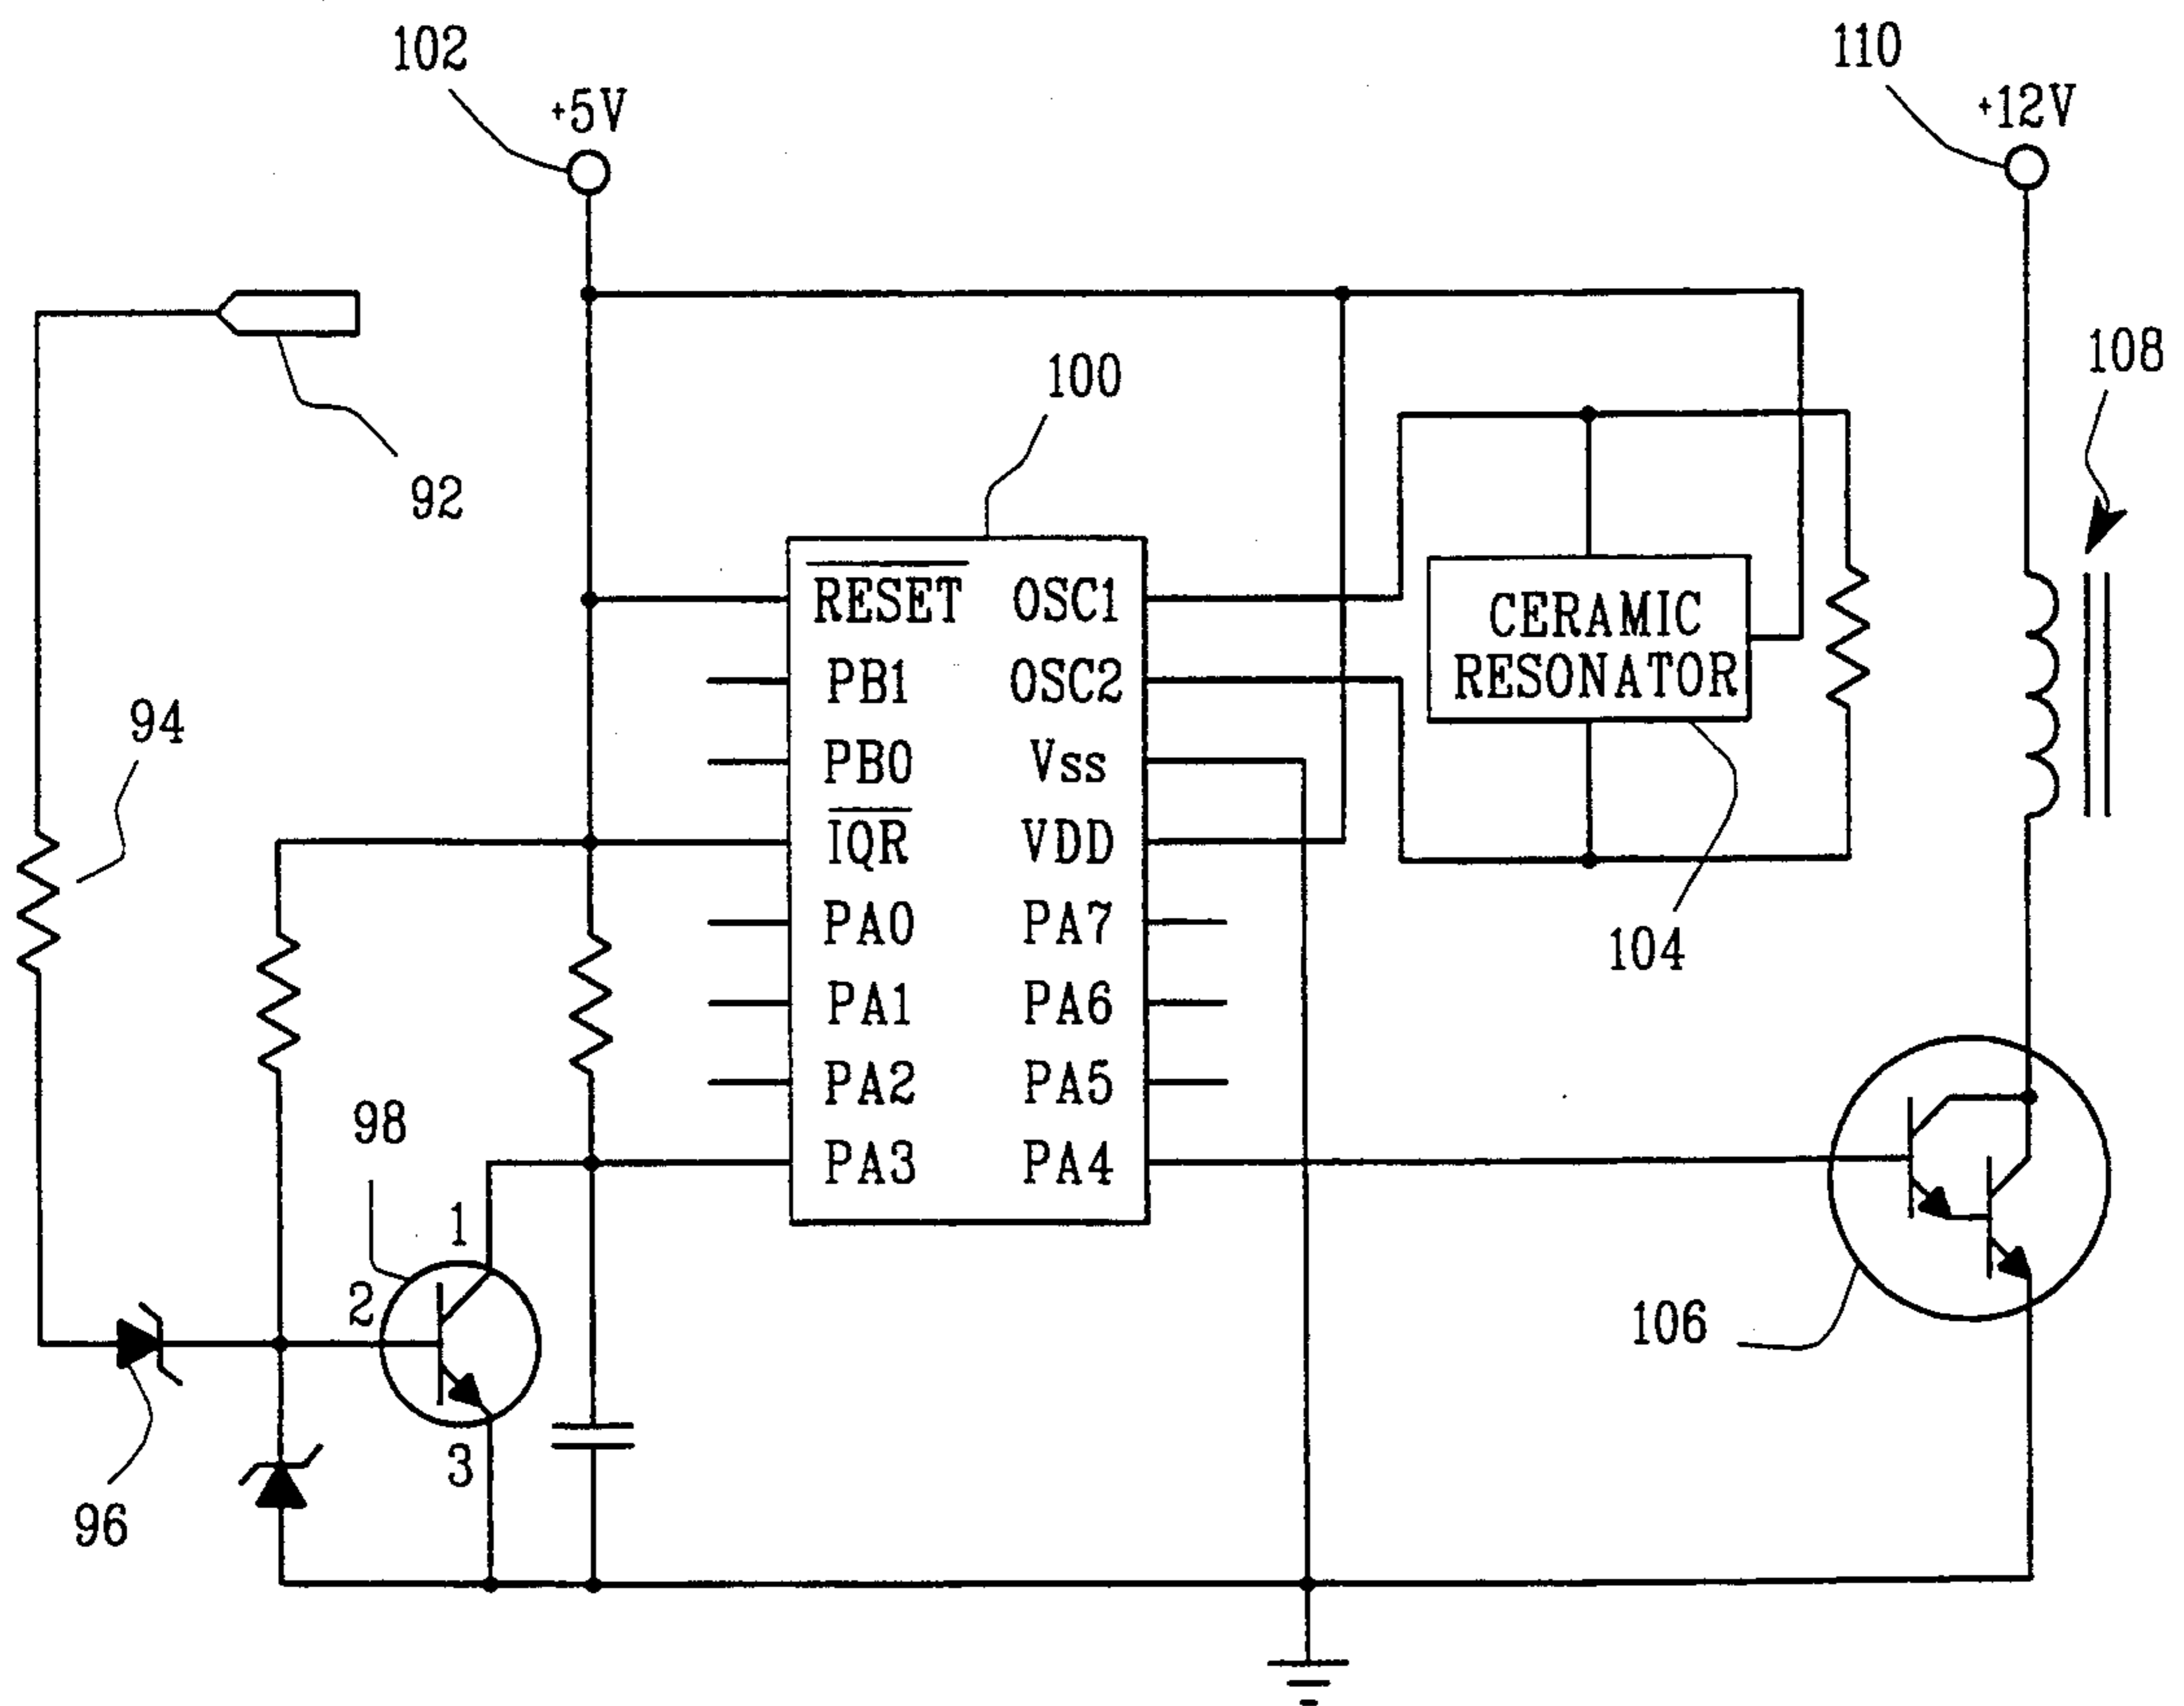 102
+5V
110
+12V
92
100
108
94
RESET OSC1
PB1 OSC2
PB0 Vss
IQR VDD
PA0 PA7
PA1 PA6
PA2 PA5
PA3 PA4
CERAMIC
RESONATOR
104
98
1
2
3
96
106